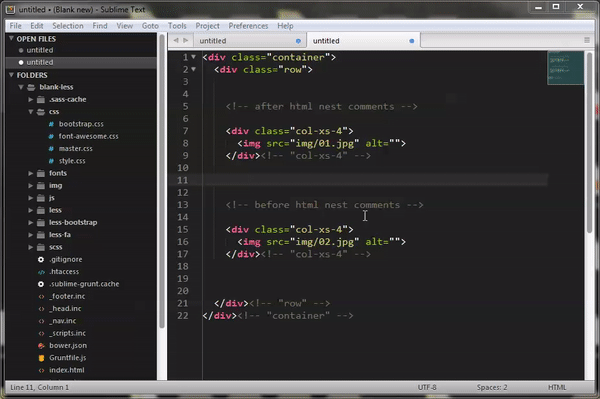 untitled • (Blank new) - Sublime Text
File Edit Selection Find View Goto Tools Project Preferences Help
OPEN FILES
untitled
untitled
FOLDERS
blank-less
.sass-cache
css
bootstrap.css
font-awesome.css
master.css
style.css
fonts
img
js
less
less-bootstrap
less-fa
scss
.gitignore
.htaccess
.sublime-grunt.cache
_footer.inc
_head.inc
_nav.inc
_scripts.inc
bower.json
Gruntfile.js
index.html
untitled
untitled
1 <div class="container">
2 <div class="row">
3
4
5 <!-- after html nest comments -->
6
7 <div class="col-xs-4">
8 <img src="img/01.jpg" alt="">
9 </div><!-- "col-xs-4" -->
10
11
12
13 <!-- before html nest comments -->
14
15 <div class="col-xs-4">
16 <img src="img/02.jpg" alt="">
17 </div><!-- "col-xs-4" -->
18
19
20
21 </div><!-- "row" -->
22 </div><!-- "container" -->
Line 11, Column 1 UTF-8 Spaces: 2 HTML